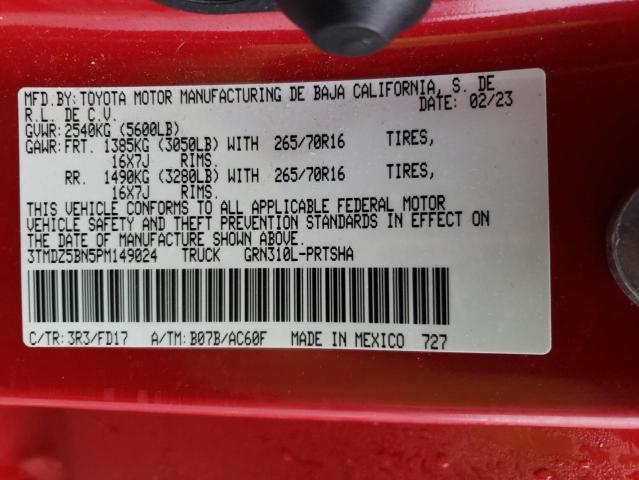 MFD.BY:TOYOTA MOTOR MANUFACTURING DE BAJA CALIFORNIA, S. DE
R.L. DE C.V. DATE: 02/23
GVWR:2540KG (5600LB)
GAWR:FRT. 1385KG (3050LB) WITH 265/70R16 TIRES,
16X7J RIMS.
RR. 1490KG (3280LB) WITH 265/70R16 TIRES,
16X7J RIMS.
THIS VEHICLE CONFORMS TO ALL APPLICABLE FEDERAL MOTOR
VEHICLE SAFETY AND THEFT PREVENTION STANDARDS IN EFFECT ON
THE DATE OF MANUFACTURE SHOWN ABOVE.
3TMDZ5BN5PM149024 TRUCK GRN310L-PRTSHA
C/TR:3R3/FD17 A/TM:B07B/AC60F MADE IN MEXICO 727